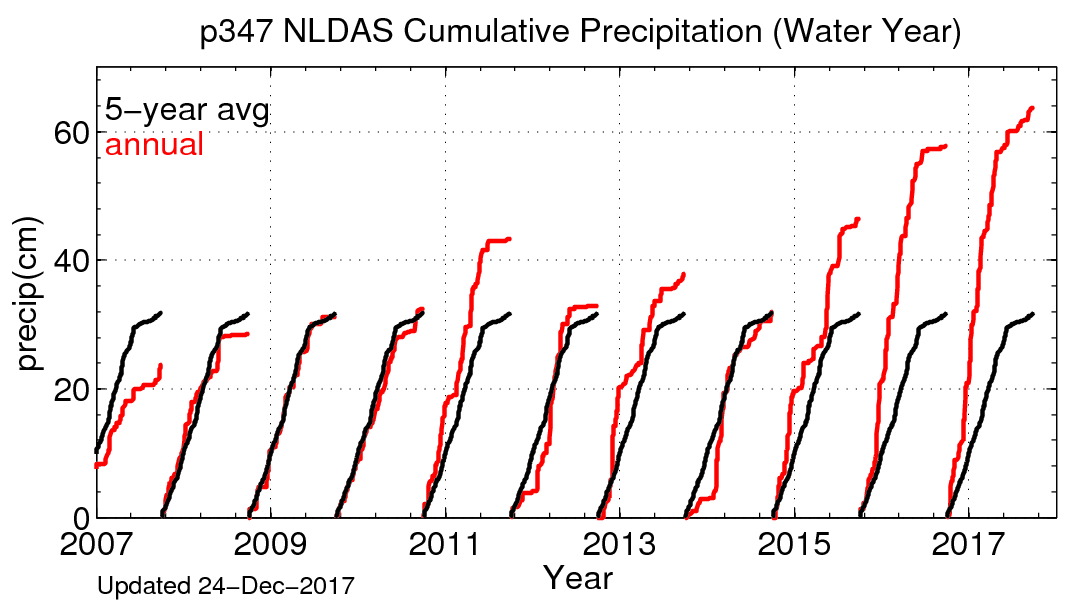 p347 NLDAS Cumulative Precipitation (Water Year)
5−year avg
annual
precip(cm)
60
40
20
0
2007 2009 2011 2013 2015 2017
Year
Updated 24−Dec−2017